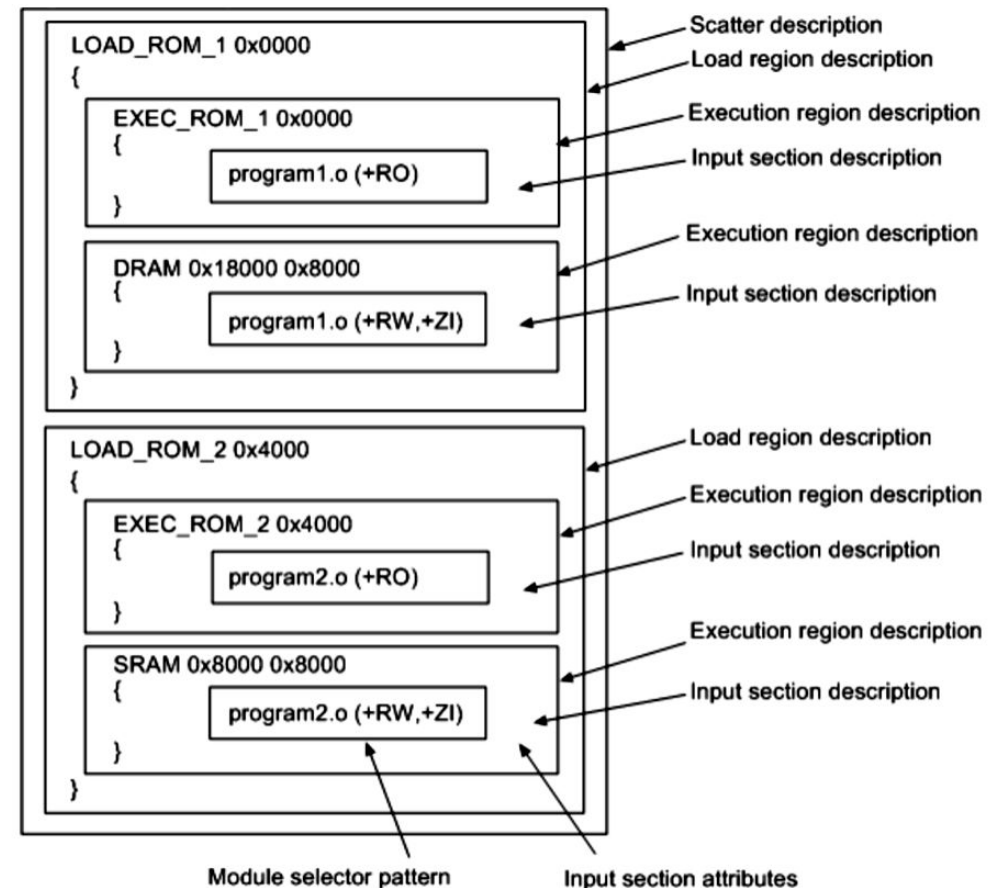 LOAD_ROM_1 0x0000
{
EXEC_ROM_1 0x0000
{
program1.o (+RO)
}
DRAM 0x18000 0x8000
{
program1.o (+RW,+ZI)
}
}
LOAD_ROM_2 0x4000
{
EXEC_ROM_2 0x4000
{
program2.o (+RO)
}
SRAM 0x8000 0x8000
{
program2.o (+RW,+ZI)
}
}
Scatter description
Load region description
Execution region description
Input section description
Execution region description
Input section description
Load region description
Execution region description
Input section description
Execution region description
Input section description
Module selector pattern
Input section attributes